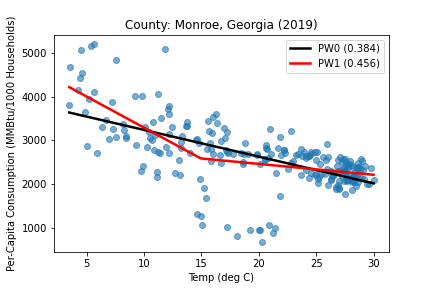 County: Monroe, Georgia (2019)
PW0 (0.384)
PW1 (0.456)
Per-Capita Consumption (MMBtu/1000 Households)
5000
4000
3000
2000
1000
5 10 15 20 25 30
Temp (deg C)